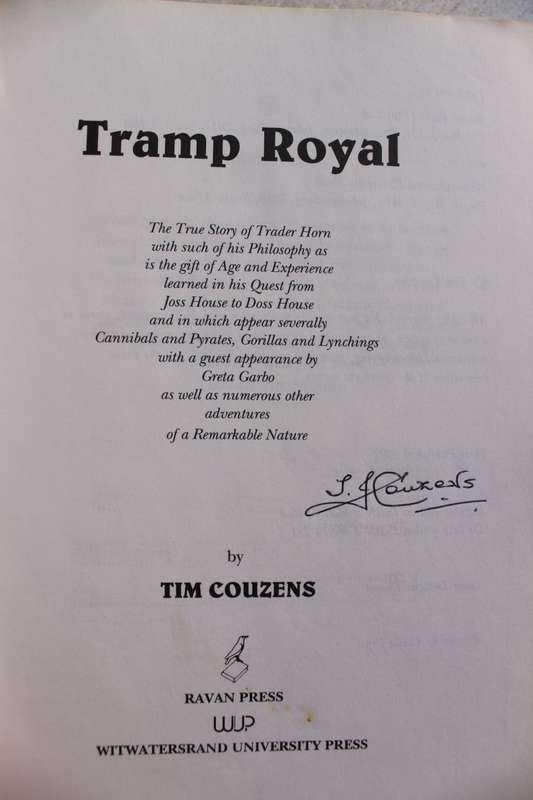 Tramp Royal
The True Story of Trader Horn
with such of his Philosophy as
is the gift of Age and Experience
learned in his Quest from
Joss House to Doss House
and in which appear severally
Cannibals and Pyrates, Gorillas and Lynchings
with a guest appearance by
Greta Garbo
as well as numerous other
adventures
of a Remarkable Nature
T. J. Couzens
by
TIM COUZENS
RAVAN PRESS
WUP
WITWATERSRAND UNIVERSITY PRESS